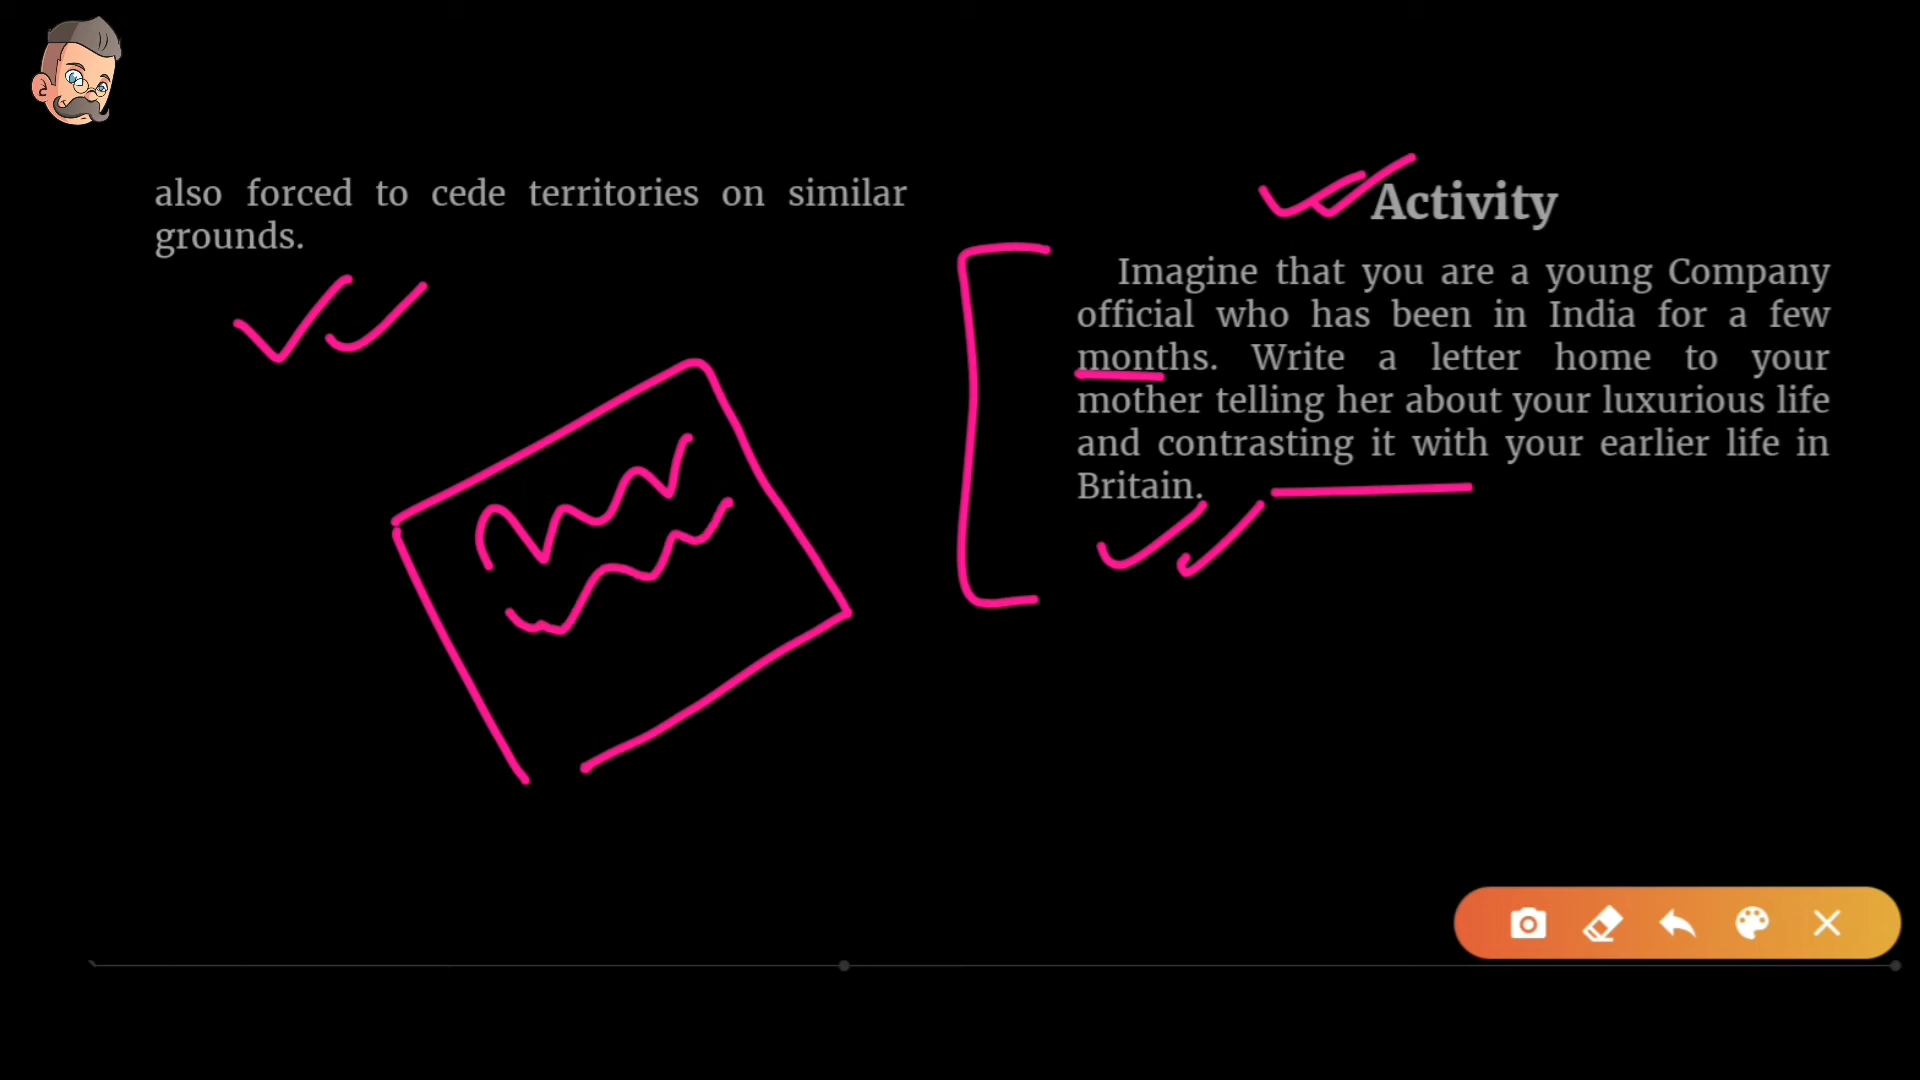 also forced to cede territories on similar
grounds.
Activity
Imagine that you are a young Company
official who has been in India for a few
months. Write a letter home to your
mother telling her about your luxurious life
and contrasting it with your earlier life in
Britain.